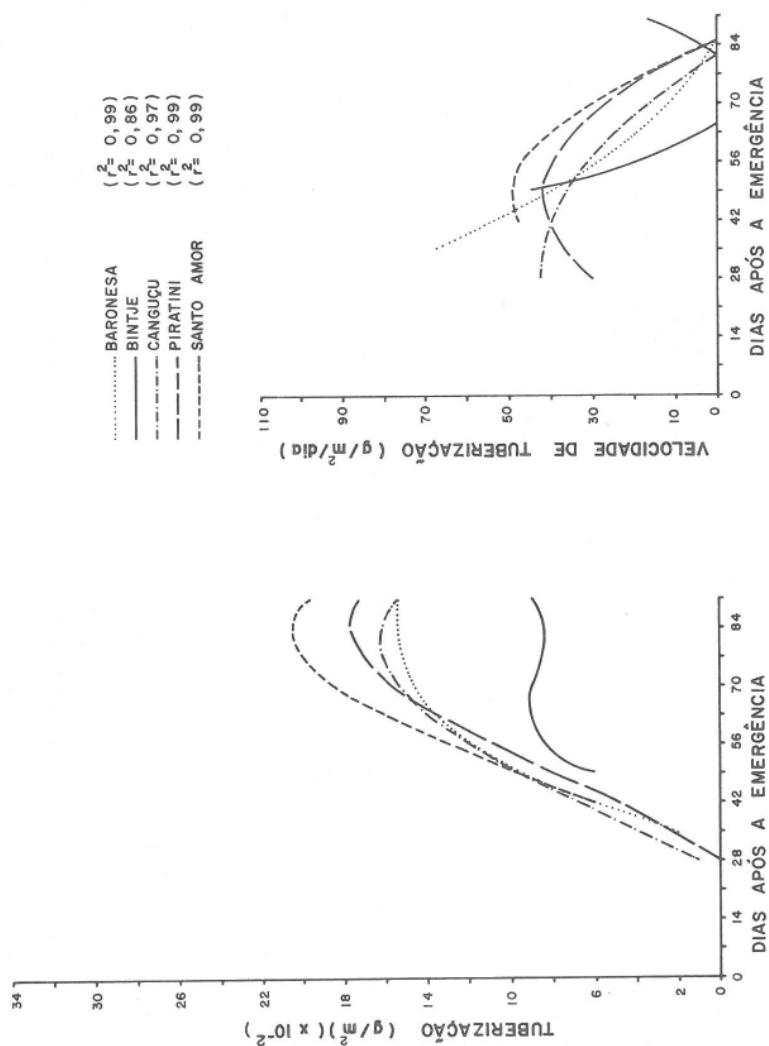 BARONESA (r²= 0,99)
BINTJE (r²= 0,86)
CANGUÇU (r²= 0,97)
PIRATINI (r²= 0,99)
SANTO AMOR (r²= 0,99)
TUBERIZAÇÃO (g/m²)(x 10⁻²)
34
22
18
14
10
6
2
0
0 14 28 42 56 70 84
DIAS APÓS A EMERGÊNCIA
VELOCIDADE DE TUBERIZAÇÃO (g/m²/dia)
110
90
70
50
30
10
0
0 14 28 42 56 70 84
DIAS APÓS A EMERGÊNCIA